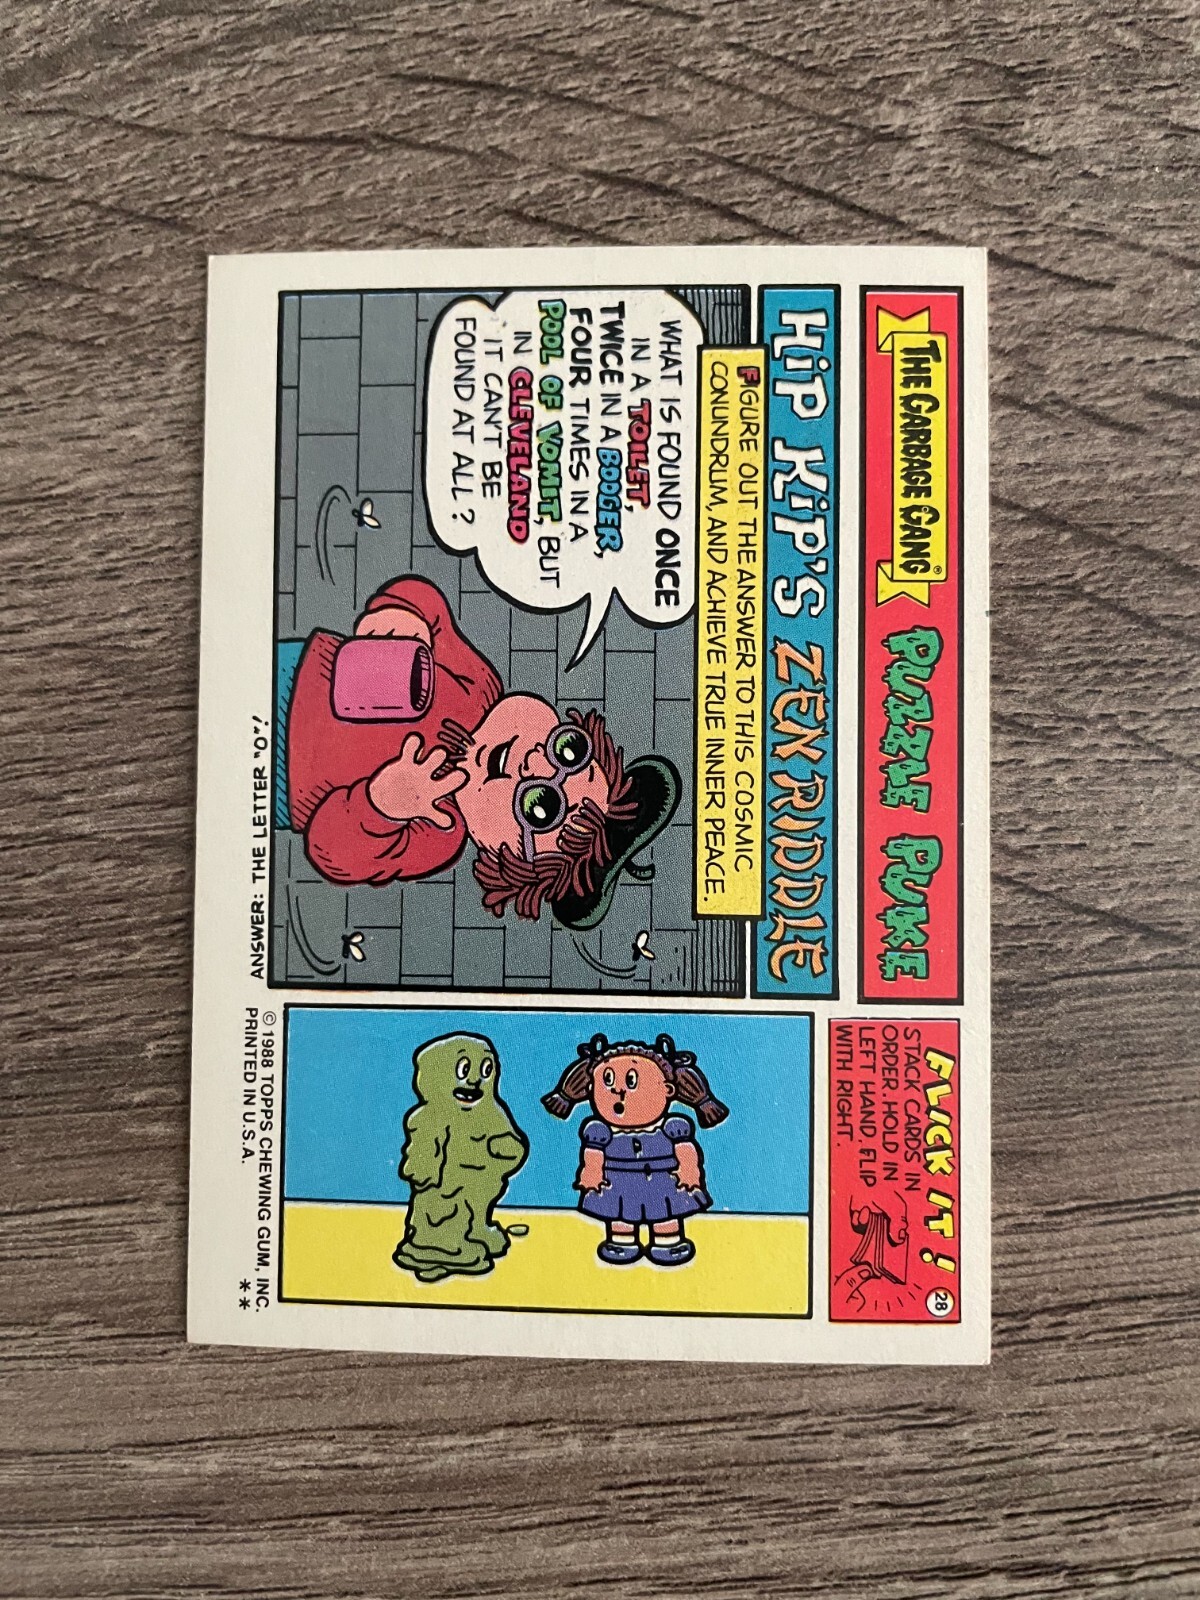 THE GARBAGE GANG®
PUZZLE PUKE
HIP KIP'S ZEN RIDDLE
FIGURE OUT THE ANSWER TO THIS COSMIC
CONUNDRUM, AND ACHIEVE TRUE INNER PEACE.
WHAT IS FOUND ONCE
IN A TOILET,
TWICE IN A BOOGER,
FOUR TIMES IN A
POOL OF VOMIT, BUT
IN CLEVELAND
IT CAN'T BE
FOUND AT ALL?
ANSWER: THE LETTER "O"!
FLICK IT!
28
STACK CARDS IN
ORDER. HOLD IN
LEFT HAND, FLIP
WITH RIGHT.
© 1988 TOPPS CHEWING GUM, INC.
PRINTED IN U.S.A. **